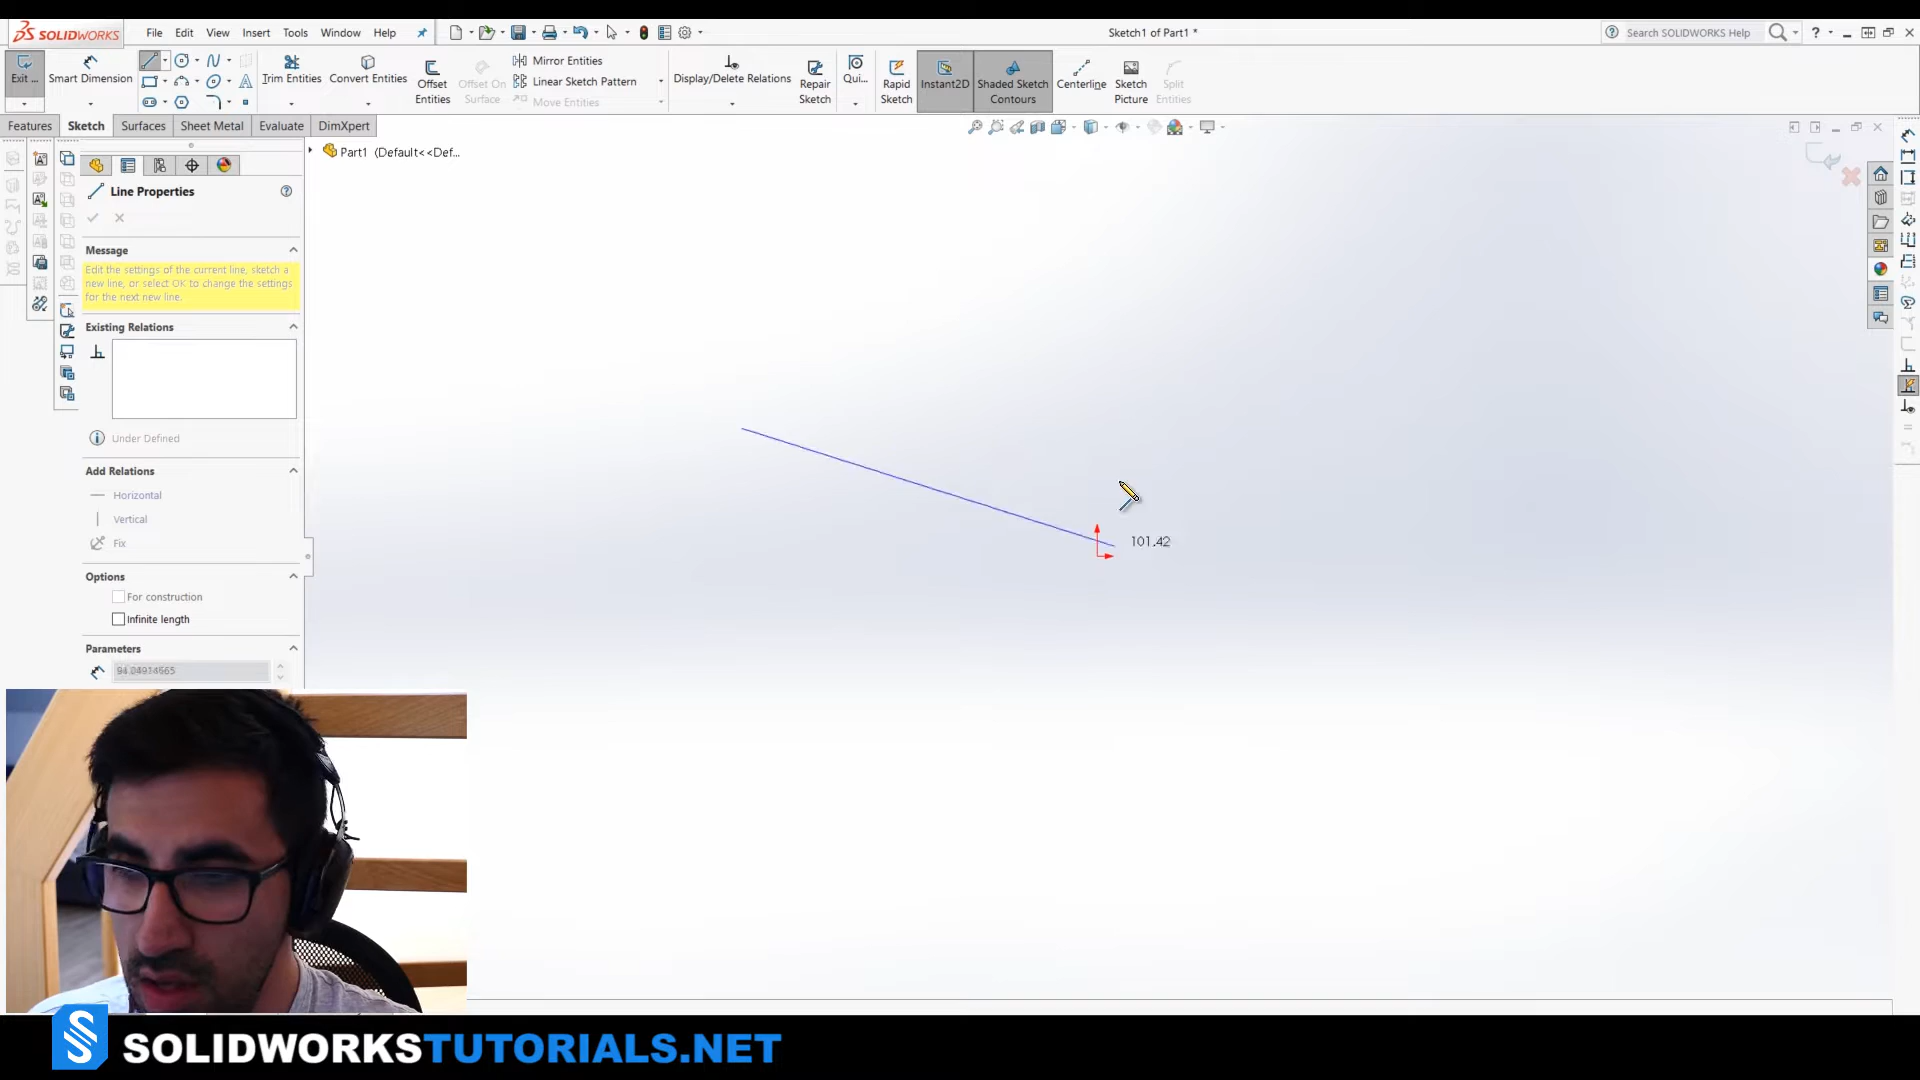 SOLIDWORKS
File Edit View Insert Tools Window Help
Sketch1 of Part1 *
Search SOLIDWORKS Help
Exit ...
Smart Dimension
Trim Entities
Convert Entities
Offset Entities
Offset On Surface
Mirror Entities
Linear Sketch Pattern
Move Entities
Display/Delete Relations
Repair Sketch
Qui...
Rapid Sketch
Instant2D
Shaded Sketch Contours
Centerline
Sketch Picture
Split Entities
Features Sketch Surfaces Sheet Metal Evaluate DimXpert
Part1 (Default<<Def...
Line Properties
Message
Edit the settings of the current line, sketch a
new line, or select OK to change the settings
for the next new line.
Existing Relations
Under Defined
Add Relations
Horizontal
Vertical
Fix
Options
For construction
Infinite length
Parameters
101.42
SOLIDWORKSTUTORIALS.NET